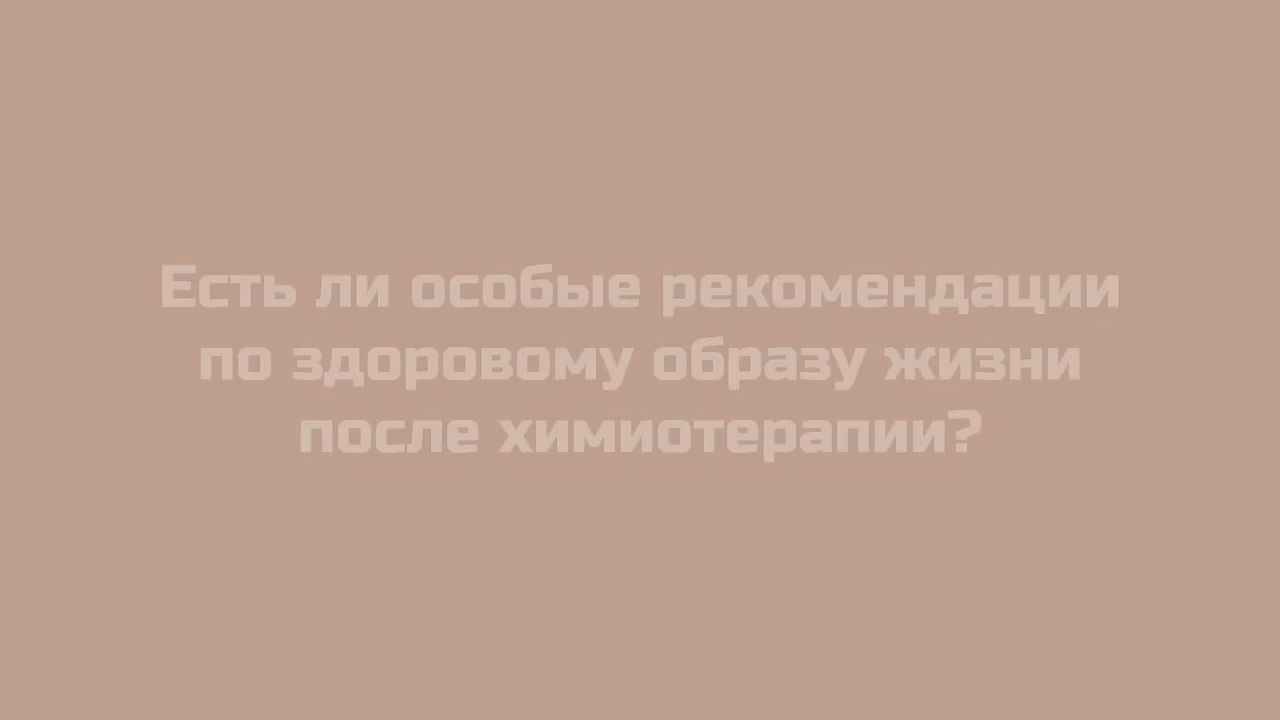 Есть ли особые рекомендации
по здоровому образу жизни
после химиотерапии?